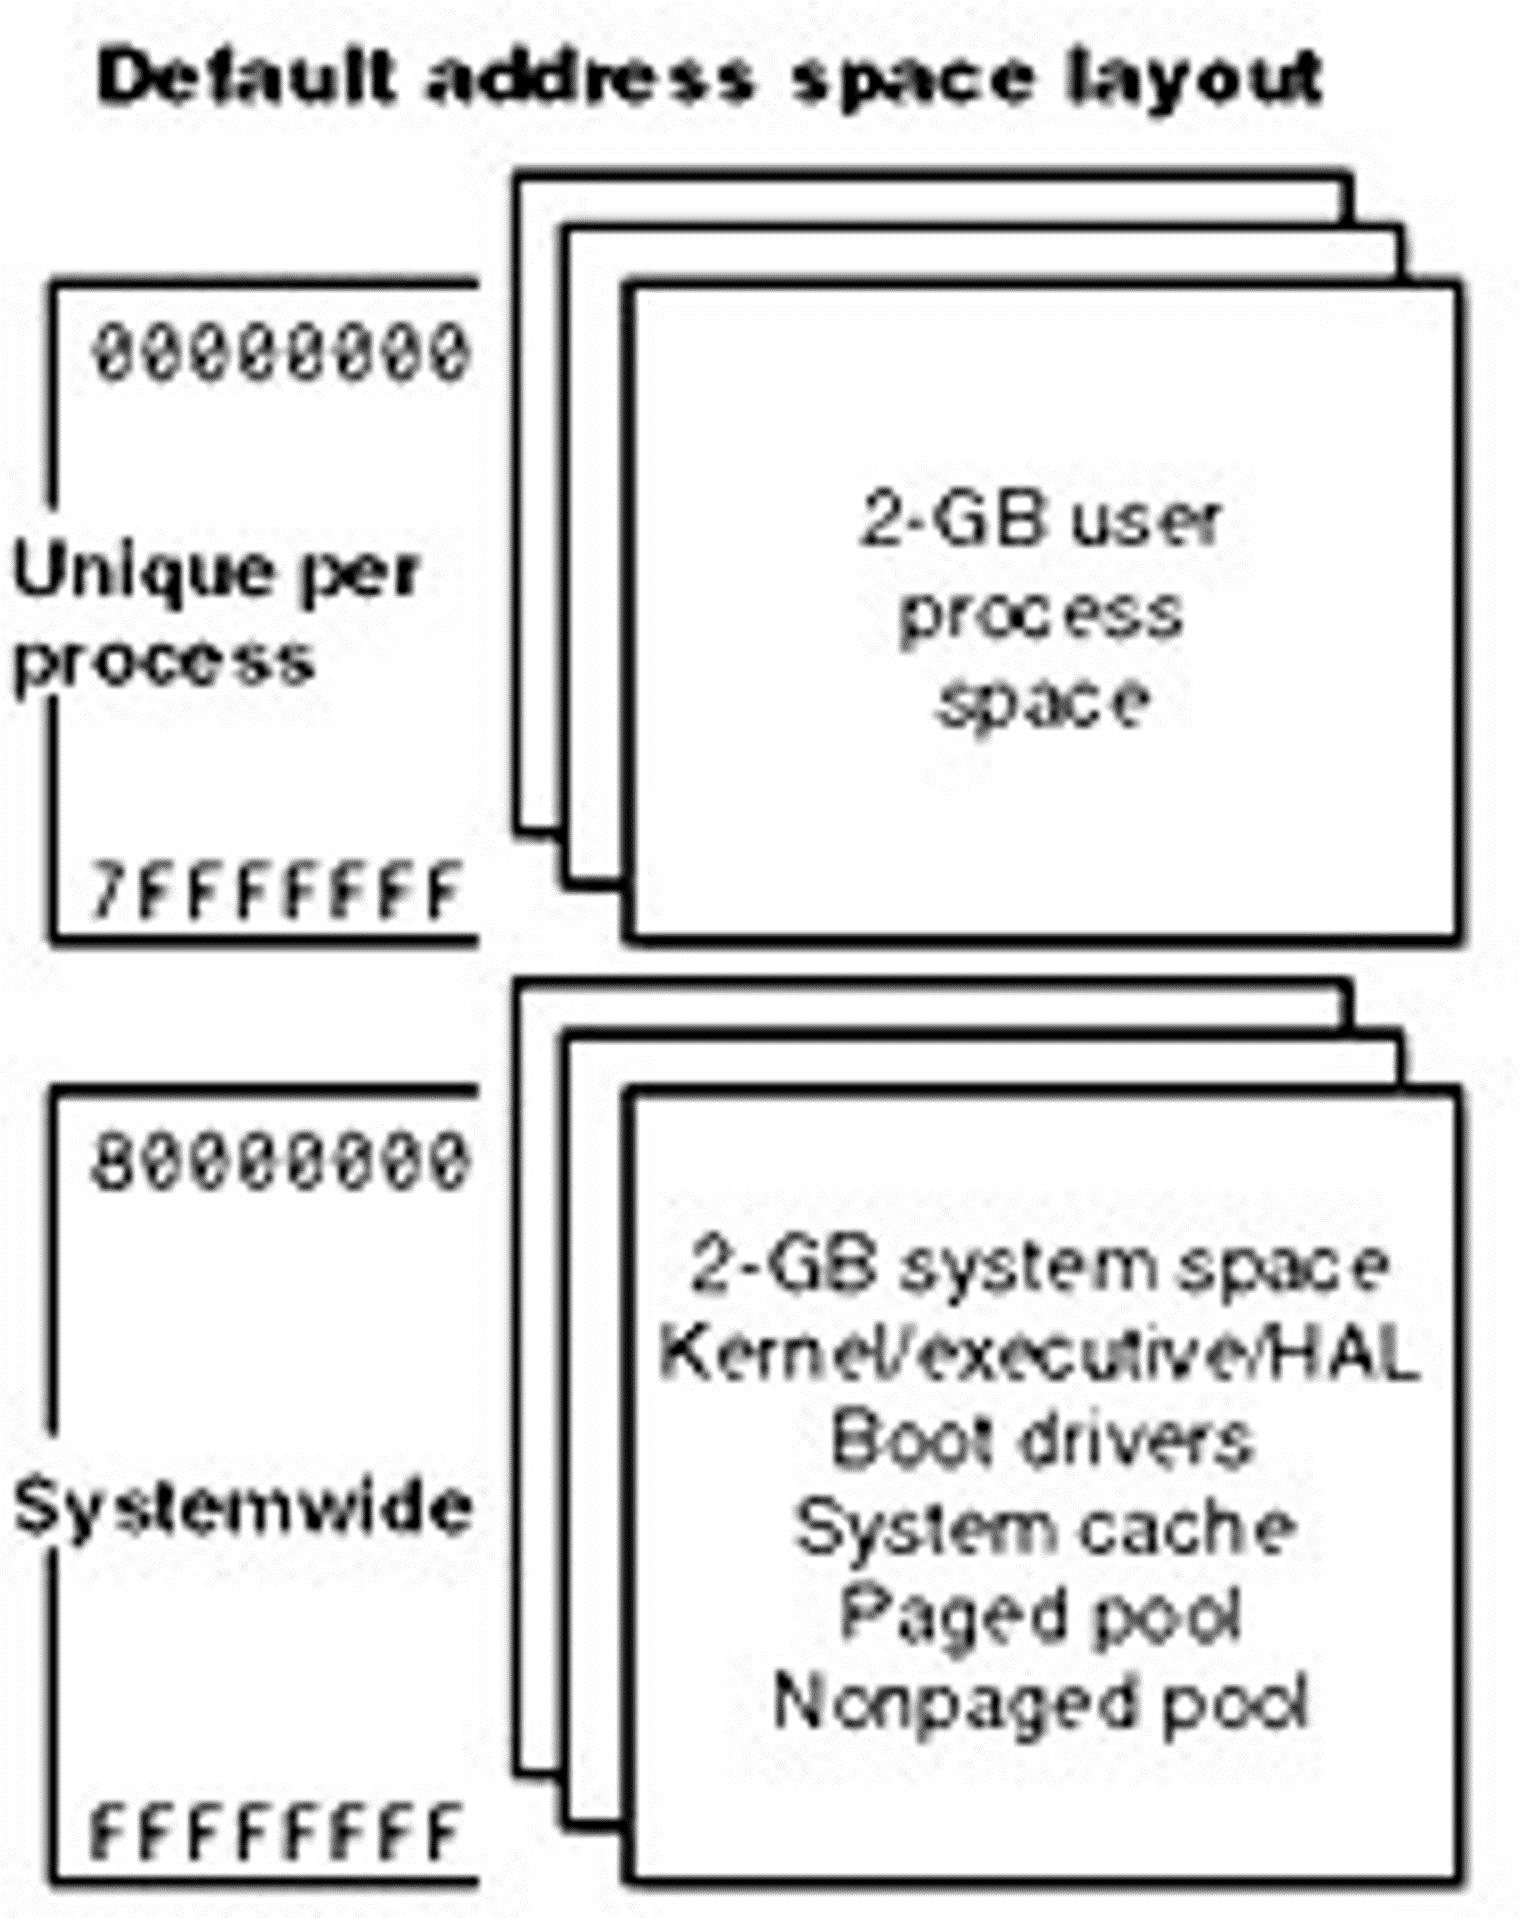 Default address space layout
00000000
Unique per
process
7FFFFFFF
2-GB user
process
space
80000000
Systemwide
FFFFFFFF
2-GB system space
Kernel/executive/HAL
Boot drivers
System cache
Paged pool
Nonpaged pool